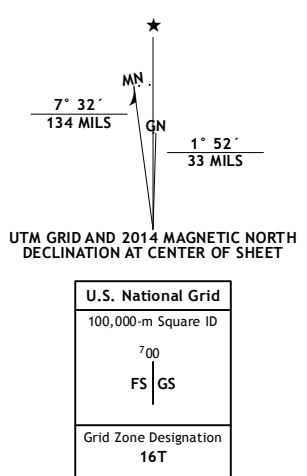 ★
MN
GN
7° 32´
134 MILS
1° 52´
33 MILS
UTM GRID AND 2014 MAGNETIC NORTH
DECLINATION AT CENTER OF SHEET
U.S. National Grid
100,000-m Square ID
⁷00
FS GS
Grid Zone Designation
16T